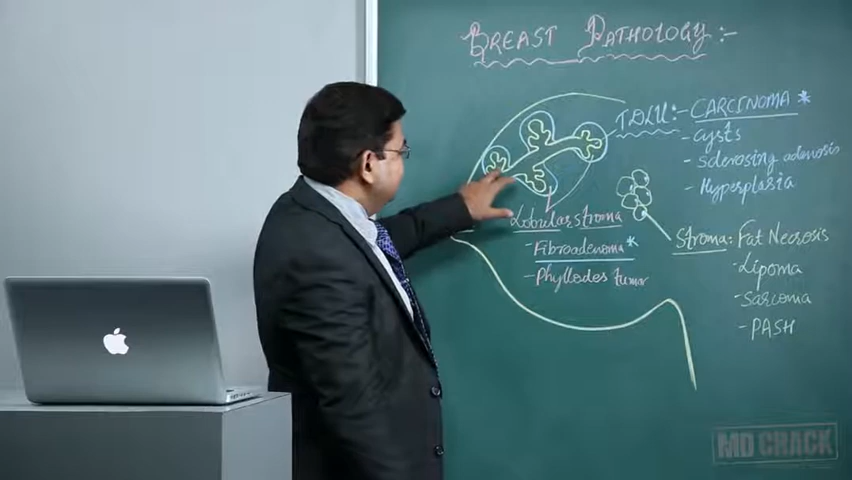 BREAST PATHOLOGY :-
TDLU:- CARCINOMA *
- Cysts
- Sclerosing adenosis
- Hyperplasia
Lobular stroma
- Fibroadenoma *
- Phyllodes tumor
Stroma: Fat Necrosis
- Lipoma
- Sarcoma
- PASH
MD CRACK